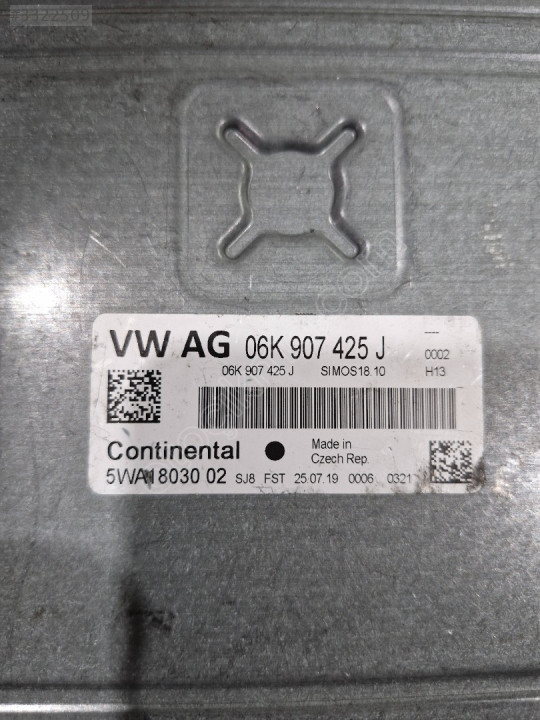 VW AG 06K 907 425 J
0002
06K 907 425 J SIMOS18.10 H13
Continental
Made in
Czech Rep.
5WA18030 02 SJ8 FST 25.07.19 0006 0321